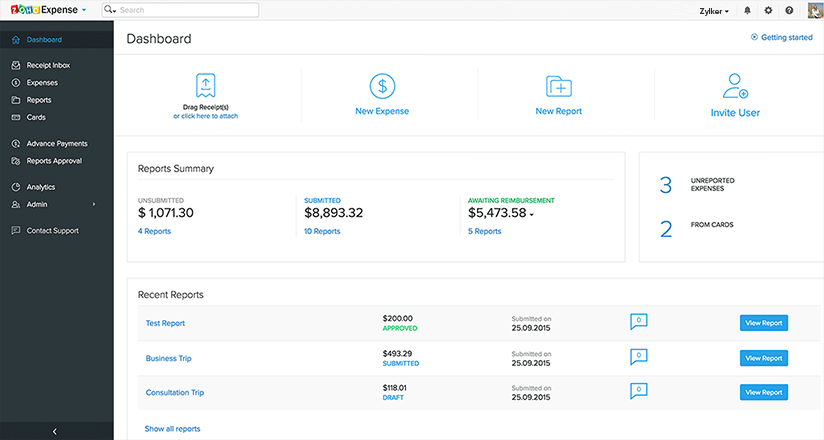 ZOHO Expense
Search
Zylker
Dashboard
Receipt Inbox
Expenses
Reports
Cards
Advance Payments
Reports Approval
Analytics
Admin
Contact Support
Dashboard
Getting started
Drag Receipt(s)
or click here to attach
New Expense
New Report
Invite User
Reports Summary
UNSUBMITTED
$ 1,071.30
4 Reports
SUBMITTED
$8,893.32
10 Reports
AWAITING REIMBURSEMENT
$5,473.58
5 Reports
3 UNREPORTED
EXPENSES
2 FROM CARDS
Recent Reports
Test Report
$200.00
APPROVED
Submitted on
25.09.2015
0
View Report
Business Trip
$493.29
SUBMITTED
Submitted on
25.09.2015
0
View Report
Consultation Trip
$118.01
DRAFT
Submitted on
25.09.2015
0
View Report
Show all reports